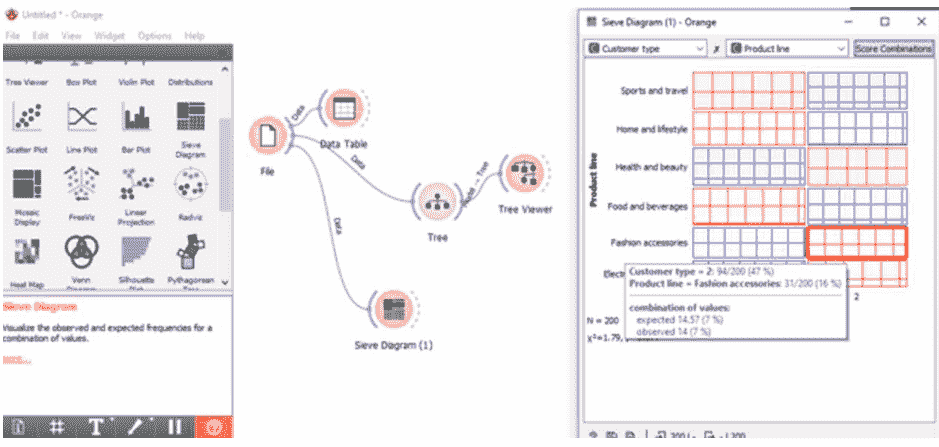 Untitled * - Orange
File Edit View Widget Options Help
Tree Viewer Box Plot Violin Plot Distributions
Scatter Plot Line Plot Bar Plot Sieve Diagram
Mosaic Display FreeViz Linear Projection Radviz
Heat Map Venn Silhouette Pythagorean
Sieve Diagram
Visualize the observed and expected frequencies for a
combination of values.
more...
Data
Data Table
File
Data
Tree
Model → Tree
Tree Viewer
Data
Sieve Diagram (1)
Sieve Diagram (1) - Orange
Customer type x Product line Score Combinations
Product line
Sports and travel
Home and lifestyle
Health and beauty
Food and beverages
Fashion accessories
Electr
Customer type = 2: 94/200 (47 %)
Product line = Fashion accessories: 31/200 (16 %)
combination of values:
expected 14.57 (7 %)
observed 14 (7 %)
2
N = 200
χ²=1.79,